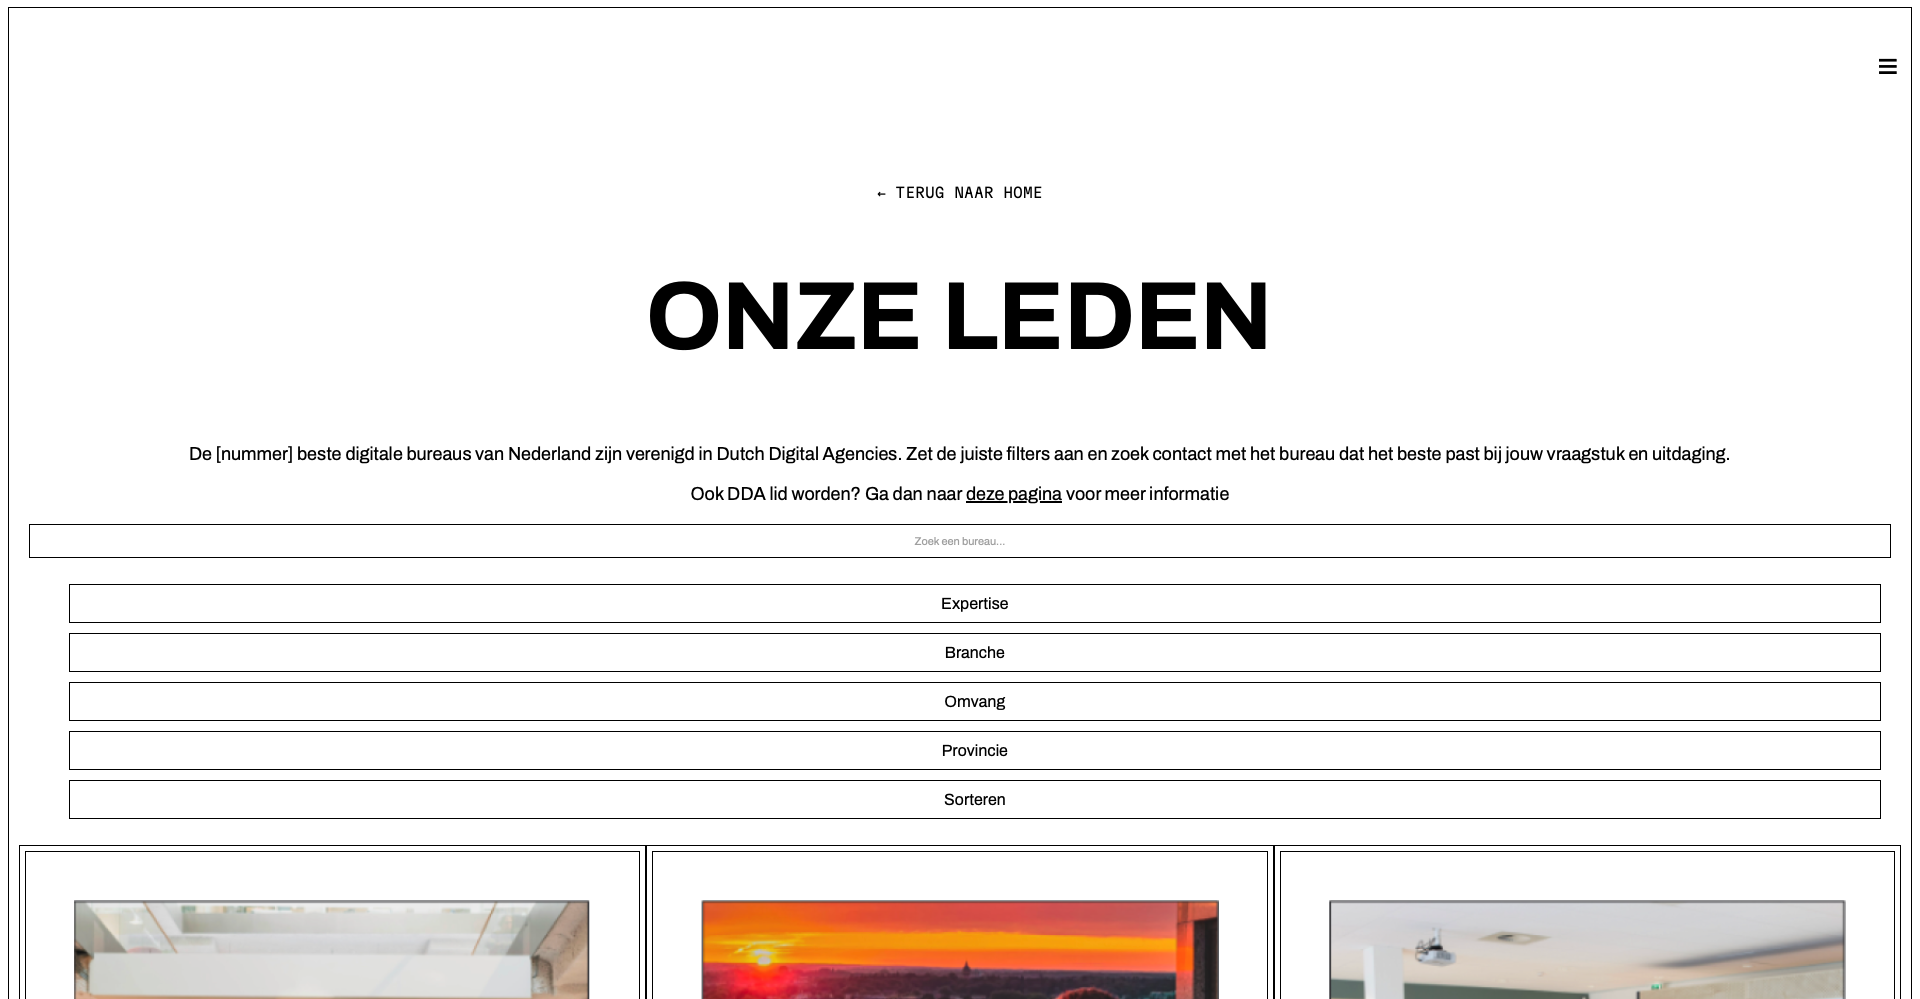 ← TERUG NAAR HOME
ONZE LEDEN
De [nummer] beste digitale bureaus van Nederland zijn verenigd in Dutch Digital Agencies. Zet de juiste filters aan en zoek contact met het bureau dat het beste past bij jouw vraagstuk en uitdaging.
Ook DDA lid worden? Ga dan naar deze pagina voor meer informatie
Zoek een bureau...
Expertise
Branche
Omvang
Provincie
Sorteren